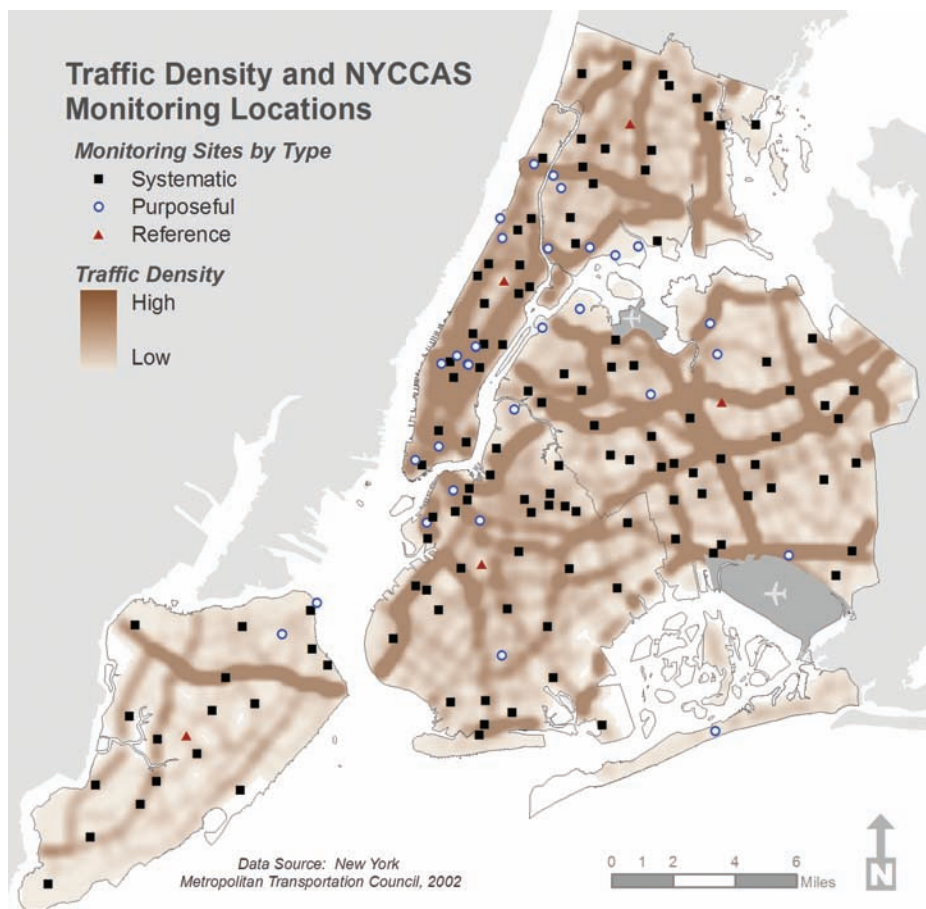 Traffic Density and NYCCAS
Monitoring Locations
Monitoring Sites by Type
Systematic
Purposeful
Reference
Traffic Density
High
Low
Data Source: New York
Metropolitan Transportation Council, 2002
0 1 2 4 6
Miles
N